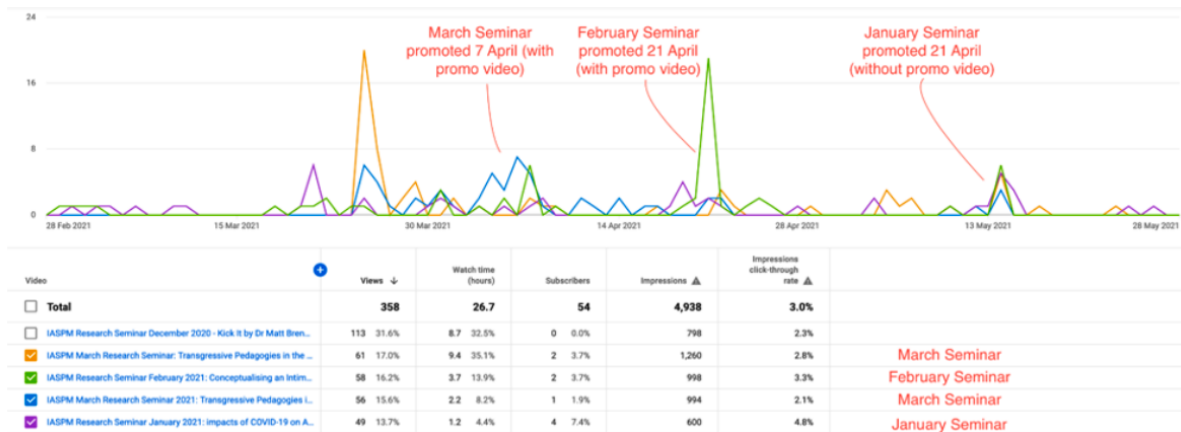 24
March Seminar promoted 7 April (with promo video)
February Seminar promoted 21 April (with promo video)
January Seminar promoted 21 April (without promo video)
16
8
0
28 Feb 2021 15 Mar 2021 30 Mar 2021 14 Apr 2021 28 Apr 2021 13 May 2021 28 May 2021
Video Views ↓ Watch time (hours) Subscribers Impressions Impressions click-through rate
Total 358 26.7 54 4,938 3.0%
IASPM Research Seminar December 2020 - Kick It by Dr Matt Bren... 113 31.6% 8.7 32.5% 0 0.0% 798 2.3%
IASPM March Research Seminar: Transgressive Pedagogies in the ... 61 17.0% 9.4 35.1% 2 3.7% 1,260 2.8% March Seminar
IASPM Research Seminar February 2021: Conceptualising an Intim... 58 16.2% 3.7 13.9% 2 3.7% 998 3.3% February Seminar
IASPM March Research Seminar 2021: Transgressive Pedagogies i... 56 15.6% 2.2 8.2% 1 1.9% 994 2.1% March Seminar
IASPM Research Seminar January 2021: impacts of COVID-19 on A... 49 13.7% 1.2 4.4% 4 7.4% 600 4.8% January Seminar